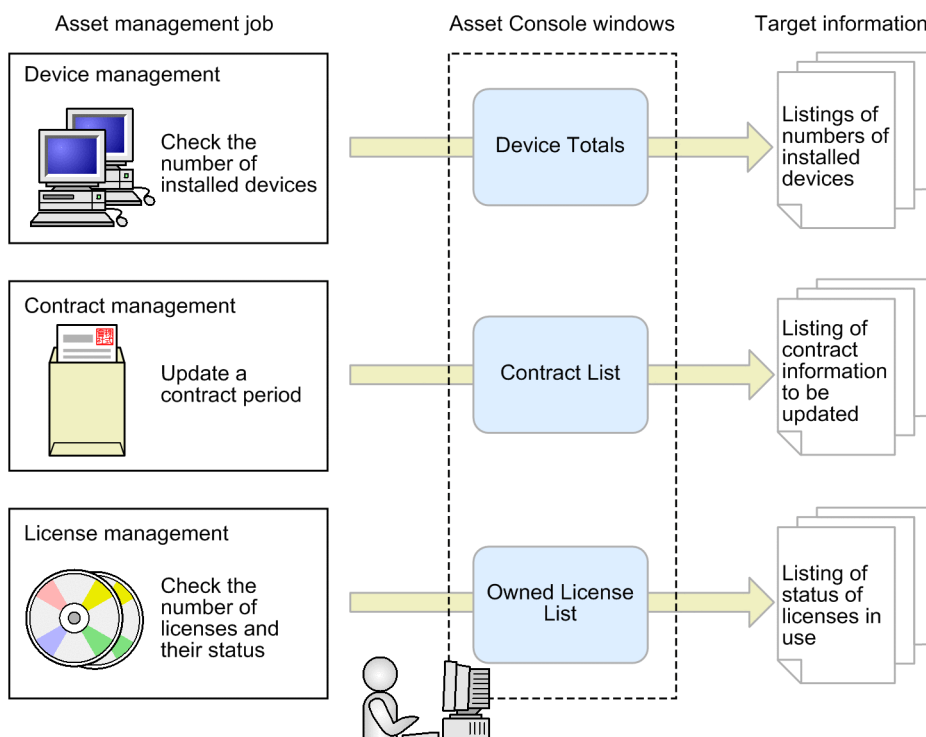 Asset management job
Asset Console windows
Target information
Device management
Check the
number of
installed devices
Device Totals
Listings of
numbers of
installed
devices
Contract management
Update a
contract period
Contract List
Listing of
contract
information
to be
updated
License management
Check the
number of
licenses and
their status
Owned License
List
Listing of
status of
licenses in
use